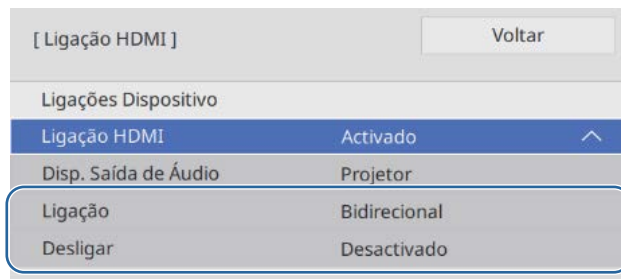 [ Ligação HDMI ] Voltar
Ligações Dispositivo
Ligação HDMI Activado
Disp. Saída de Áudio Projetor
Ligação Bidirecional
Desligar Desactivado